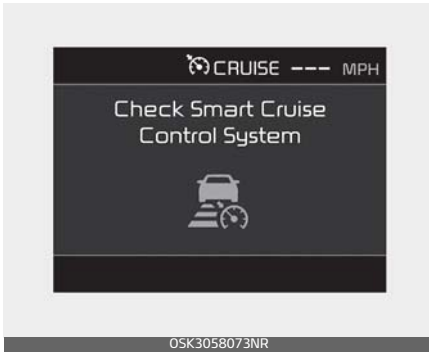 CRUISE --- MPH
Check Smart Cruise
Control System
OSK3058073NR